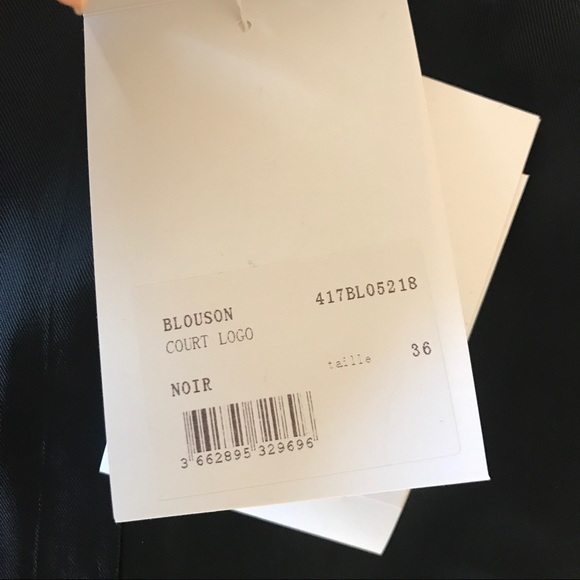 BLOUSON 417BL05218
COURT LOGO
taille 36
NOIR
3 662895 329696